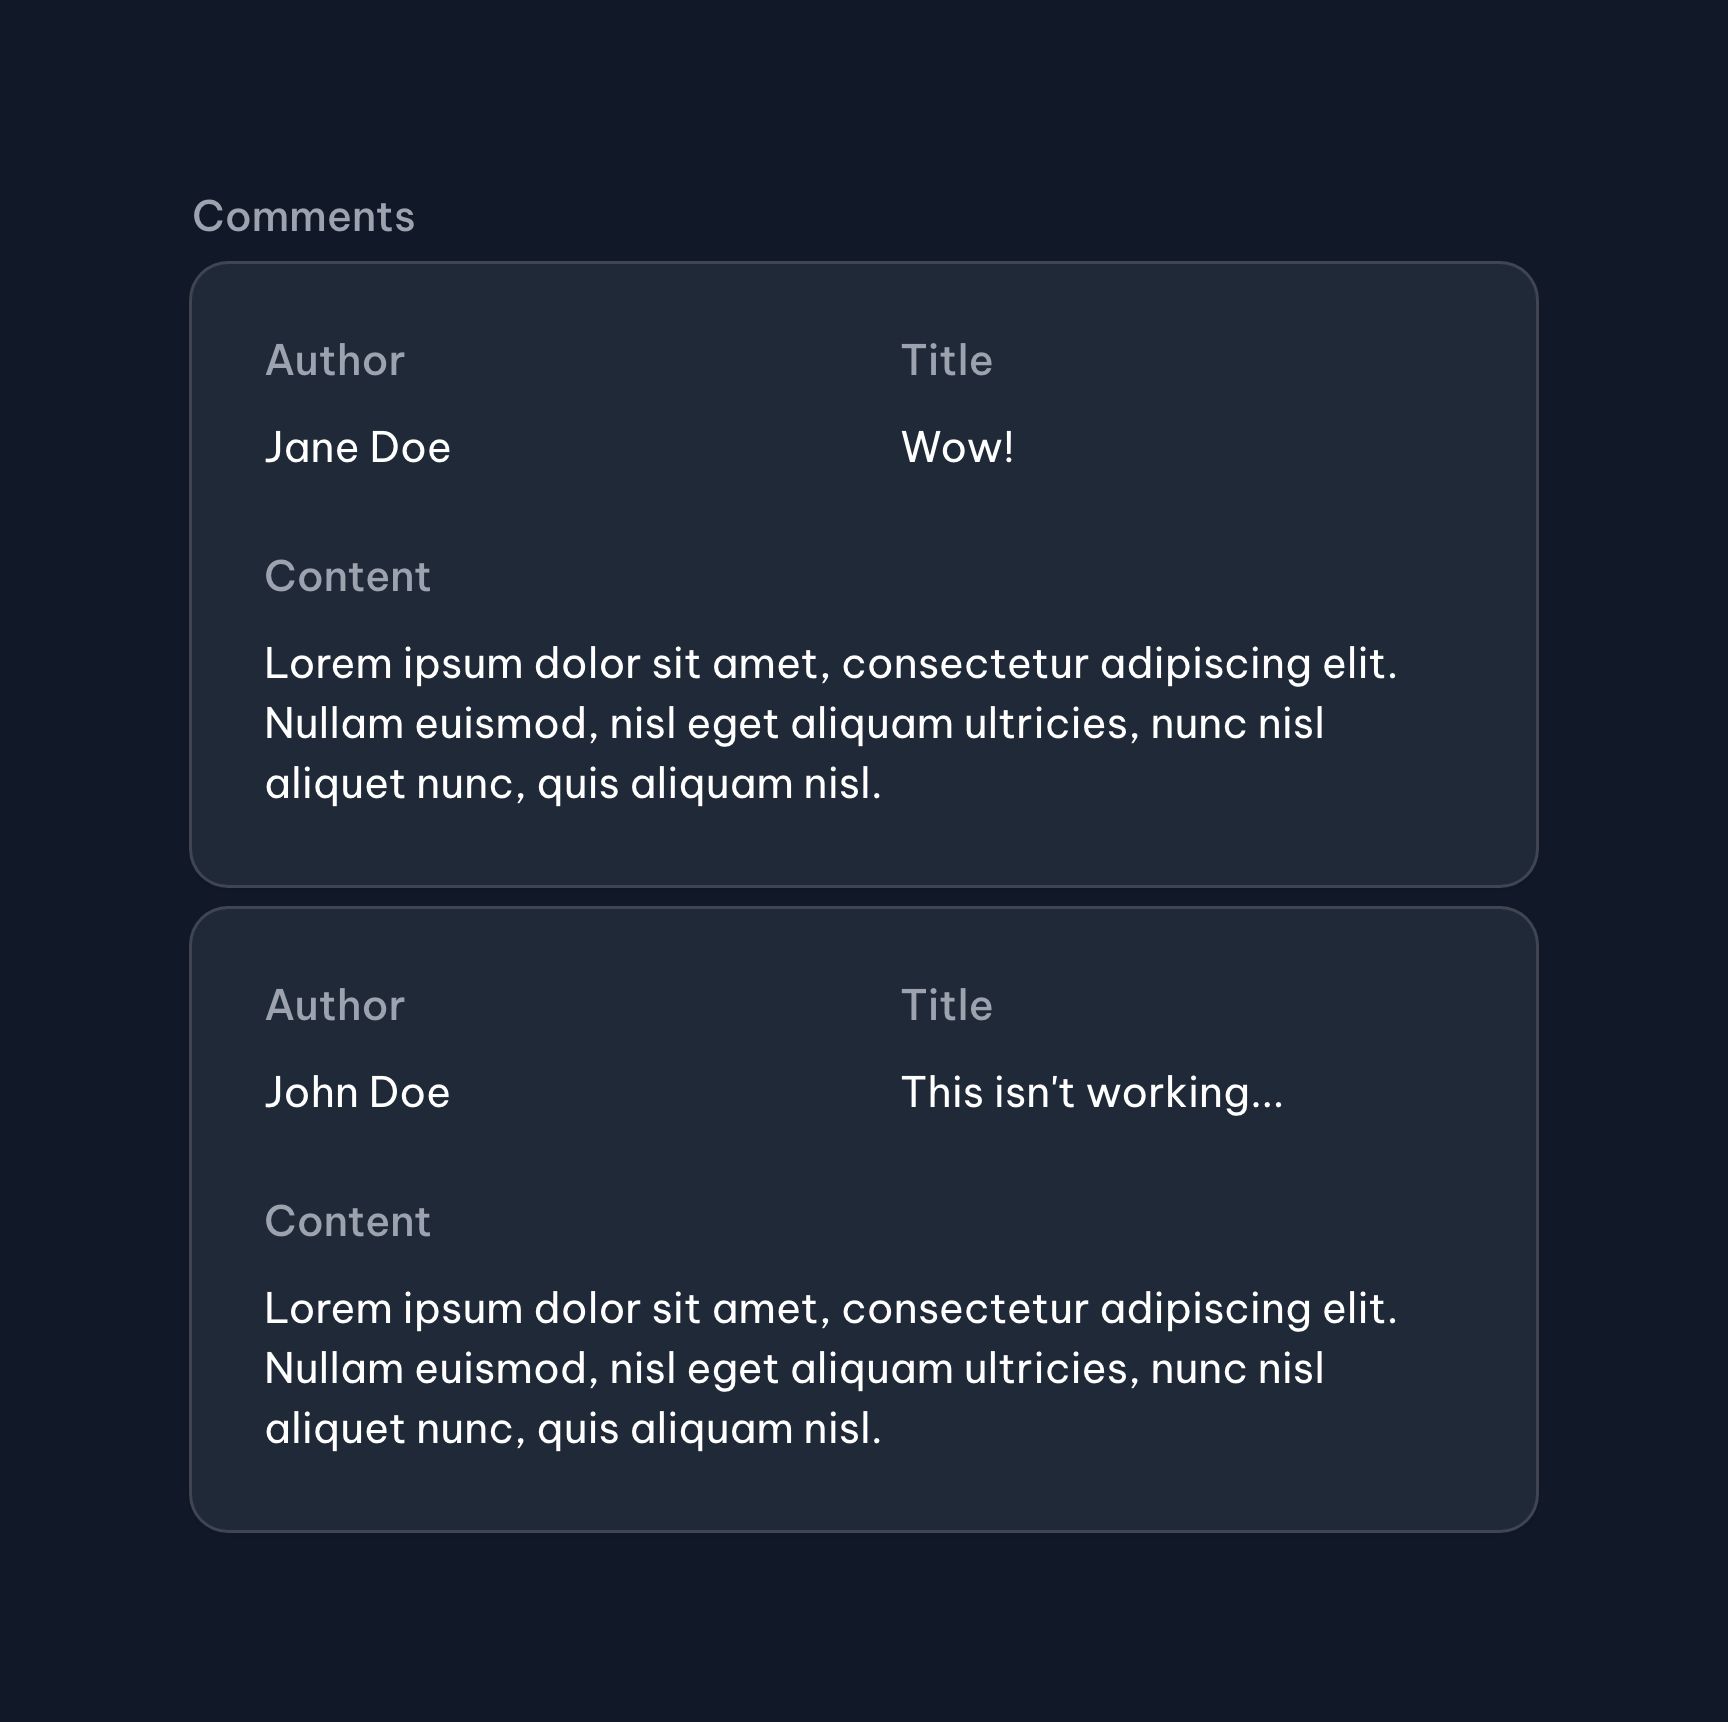 Comments
Author Title
Jane Doe Wow!
Content
Lorem ipsum dolor sit amet, consectetur adipiscing elit.
Nullam euismod, nisl eget aliquam ultricies, nunc nisl
aliquet nunc, quis aliquam nisl.
Author Title
John Doe This isn't working...
Content
Lorem ipsum dolor sit amet, consectetur adipiscing elit.
Nullam euismod, nisl eget aliquam ultricies, nunc nisl
aliquet nunc, quis aliquam nisl.